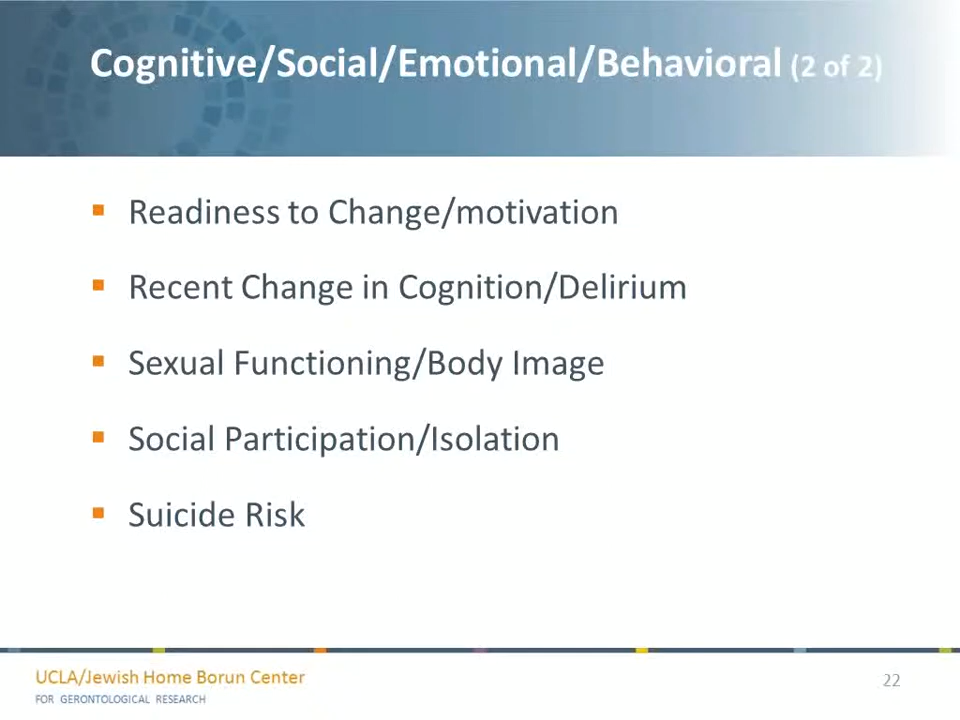 Cognitive/Social/Emotional/Behavioral (2 of 2)
Readiness to Change/motivation
Recent Change in Cognition/Delirium
Sexual Functioning/Body Image
Social Participation/Isolation
Suicide Risk
UCLA/Jewish Home Borun Center
FOR GERONTOLOGICAL RESEARCH
22